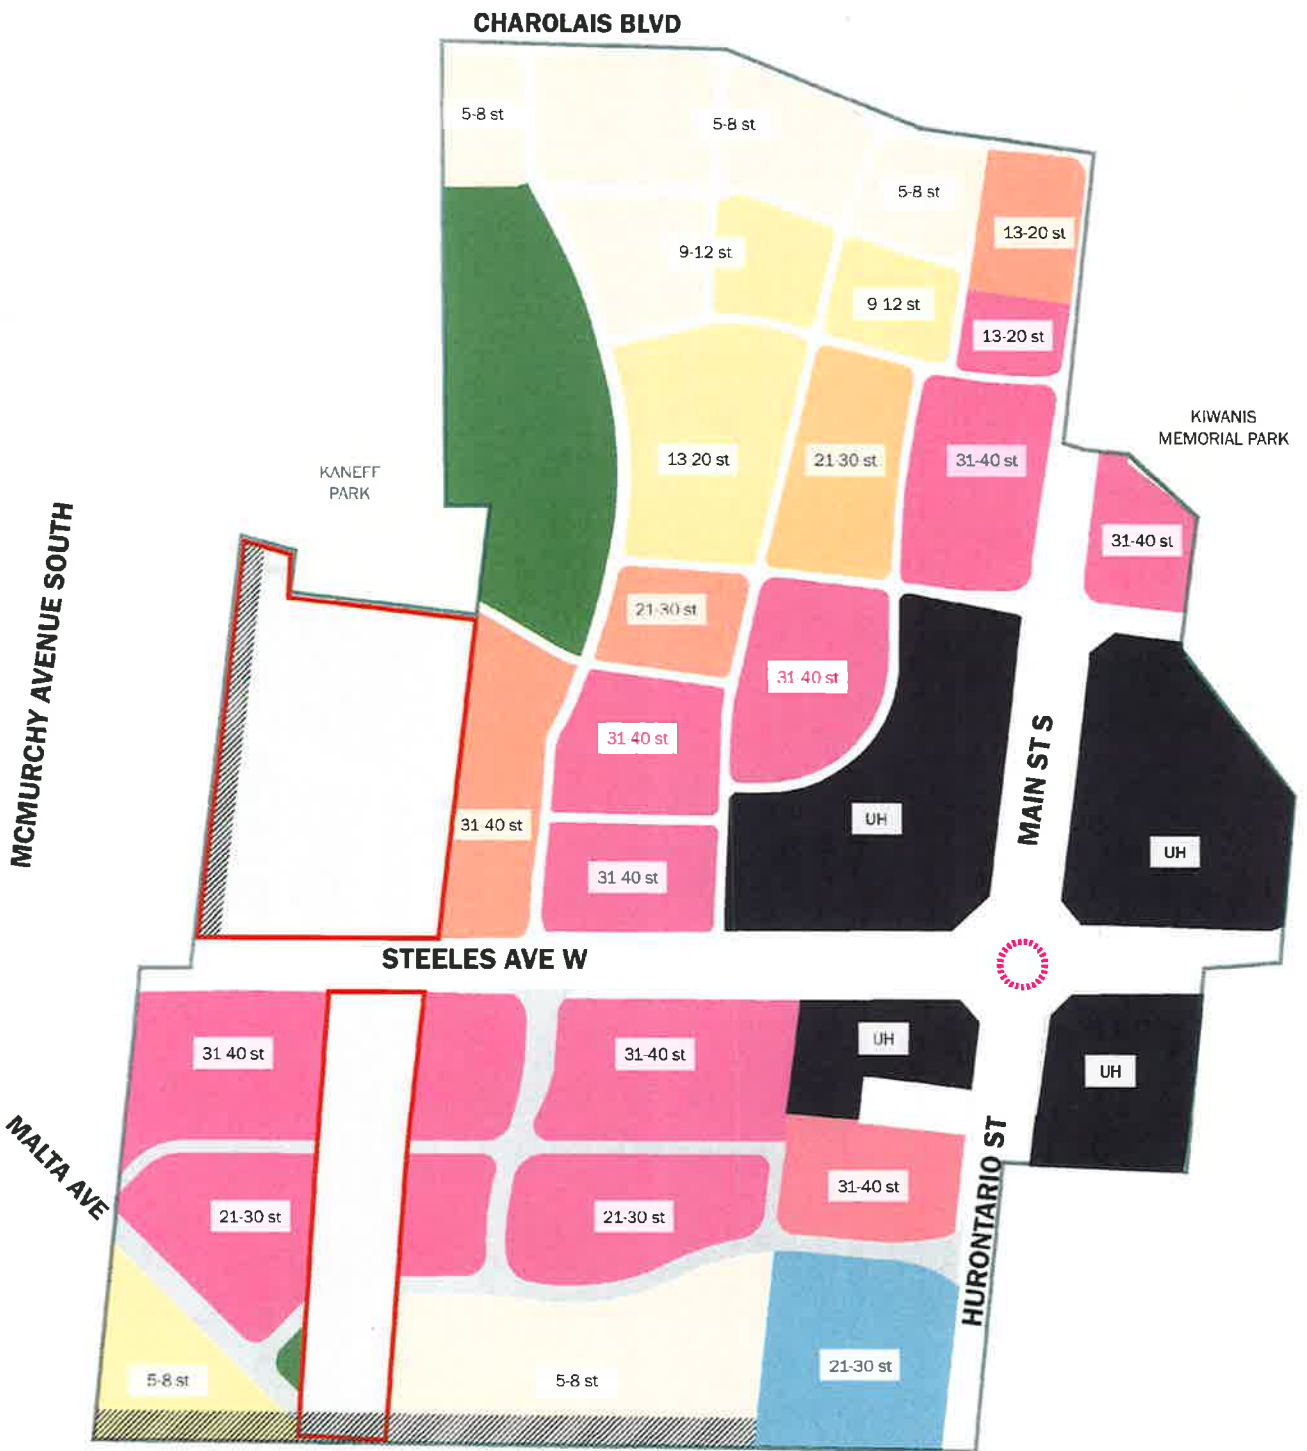 CHAROLAIS BLVD
5-8 st
5-8 st
5-8 st
13-20 st
9-12 st
9 12 st
13-20 st
KIWANIS
MEMORIAL PARK
KANEFF
PARK
13 20 st
21-30 st
31-40 st
31-40 st
MCMURCHY AVENUE SOUTH
21-30 st
31-40 st
31-40 st
MAIN ST S
31 40 st
UH
UH
31 40 st
STEELES AVE W
31 40 st
31-40 st
UH
UH
MALTA AVE
21-30 st
21-30 st
31-40 st
HURONTARIO ST
5-8 st
5-8 st
21-30 st